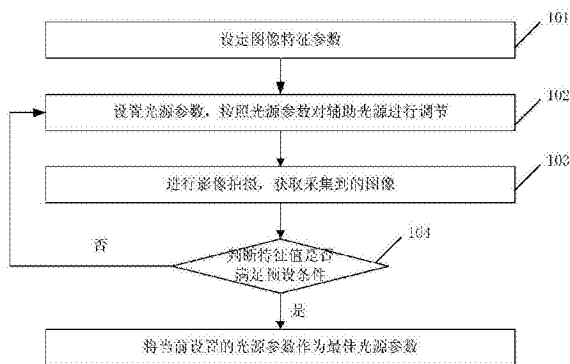 设定图像特征参数
101
设置光源参数，按照光源参数对辅助光源进行调节
102
进行影像拍摄，获取采集到的图像
103
判断特征值是否
满足预设条件
104
否
是
将当前设置的光源参数作为最佳光源参数